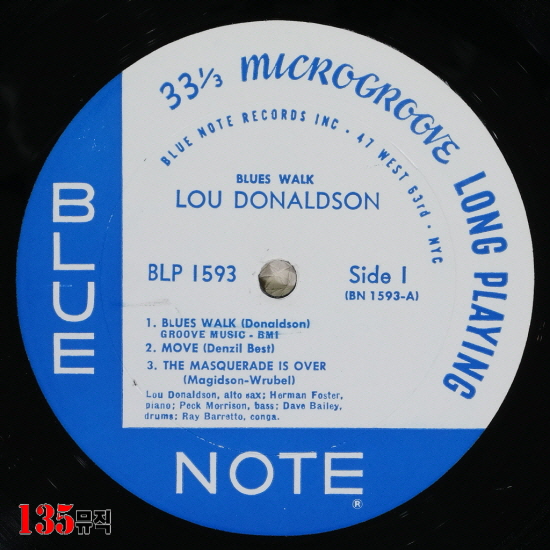 33 1/3 MICROGROOVE LONG PLAYING
BLUE NOTE RECORDS INC · 47 WEST 63rd · NYC
BLUES WALK
LOU DONALDSON
BLUE
BLP 1593
Side 1
(BN 1593-A)
1. BLUES WALK (Donaldson)
GROOVE MUSIC - BMI
2. MOVE (Denzil Best)
3. THE MASQUERADE IS OVER
(Magidson-Wrubel)
Lou Donaldson, alto sax; Herman Foster,
piano; Peck Morrison, bass; Dave Bailey,
drums; Ray Barretto, conga.
NOTE®
135뮤직